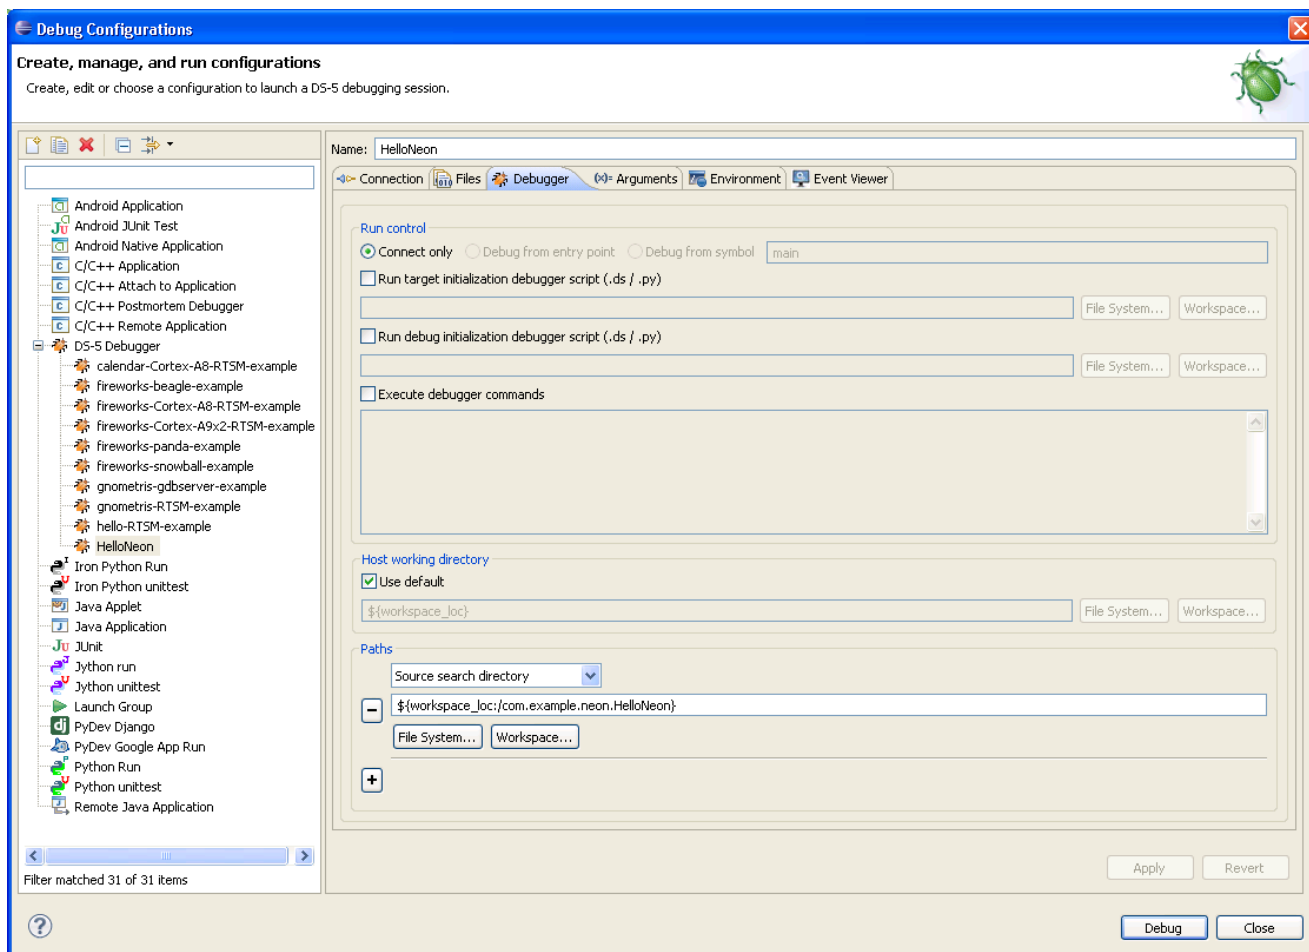 Debug Configurations
Create, manage, and run configurations
Create, edit or choose a configuration to launch a DS-5 debugging session.
Android Application
Android JUnit Test
Android Native Application
C/C++ Application
C/C++ Attach to Application
C/C++ Postmortem Debugger
C/C++ Remote Application
DS-5 Debugger
calendar-Cortex-A8-RTSM-example
fireworks-beagle-example
fireworks-Cortex-A8-RTSM-example
fireworks-Cortex-A9x2-RTSM-example
fireworks-panda-example
fireworks-snowball-example
gnometris-gdbserver-example
gnometris-RTSM-example
hello-RTSM-example
HelloNeon
Iron Python Run
Iron Python unittest
Java Applet
Java Application
JUnit
Jython run
Jython unittest
Launch Group
PyDev Django
PyDev Google App Run
Python Run
Python unittest
Remote Java Application
Filter matched 31 of 31 items
Name: HelloNeon
Connection Files Debugger (x)= Arguments Environment Event Viewer
Run control
Connect only Debug from entry point Debug from symbol main
Run target initialization debugger script (.ds / .py)
File System... Workspace...
Run debug initialization debugger script (.ds / .py)
File System... Workspace...
Execute debugger commands
Host working directory
Use default
${workspace_loc} File System... Workspace...
Paths
Source search directory
${workspace_loc:/com.example.neon.HelloNeon}
File System... Workspace...
Apply Revert
Debug Close